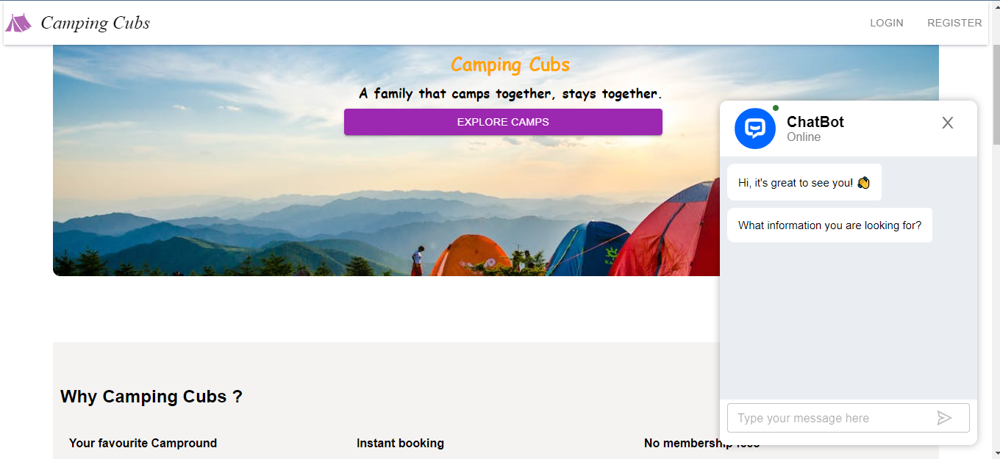 Camping Cubs
LOGIN
REGISTER
Camping Cubs
A family that camps together, stays together.
EXPLORE CAMPS
ChatBot
Online
X
Hi, it's great to see you! 👏
What information you are looking for?
Type your message here
Why Camping Cubs ?
Your favourite Campround
Instant booking
No membership fees